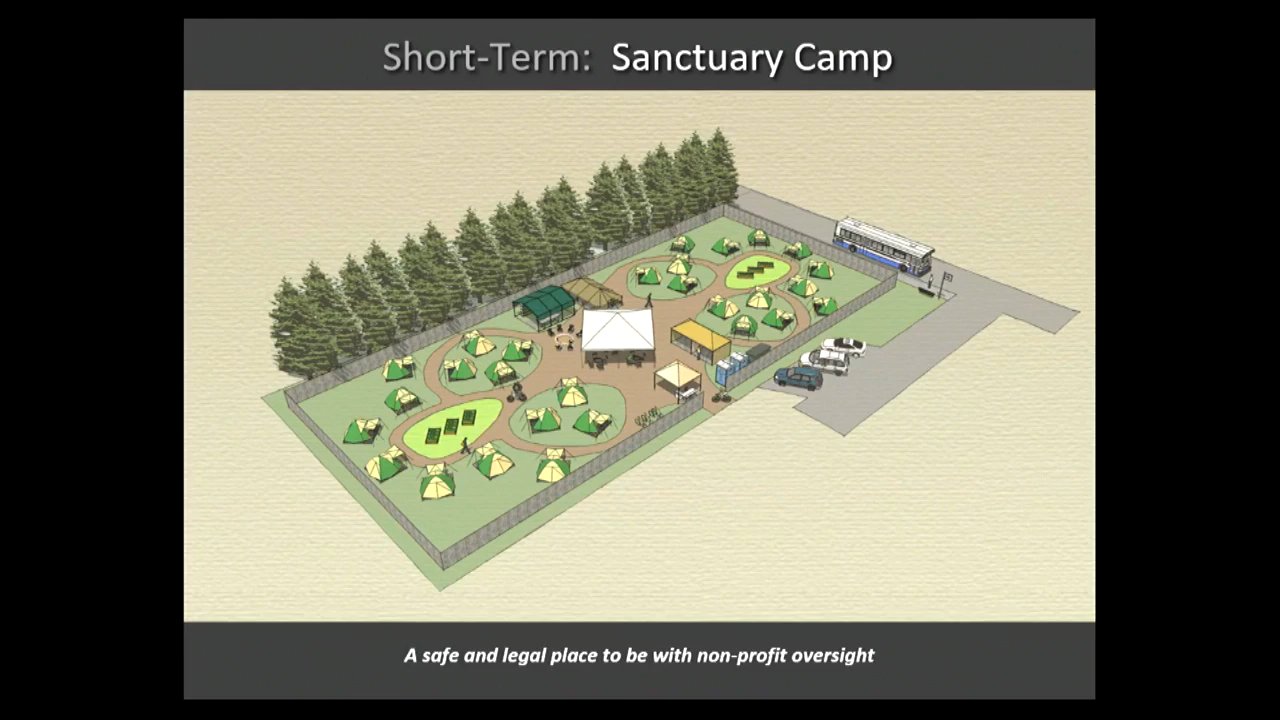 Short-Term: Sanctuary Camp
A safe and legal place to be with non-profit oversight